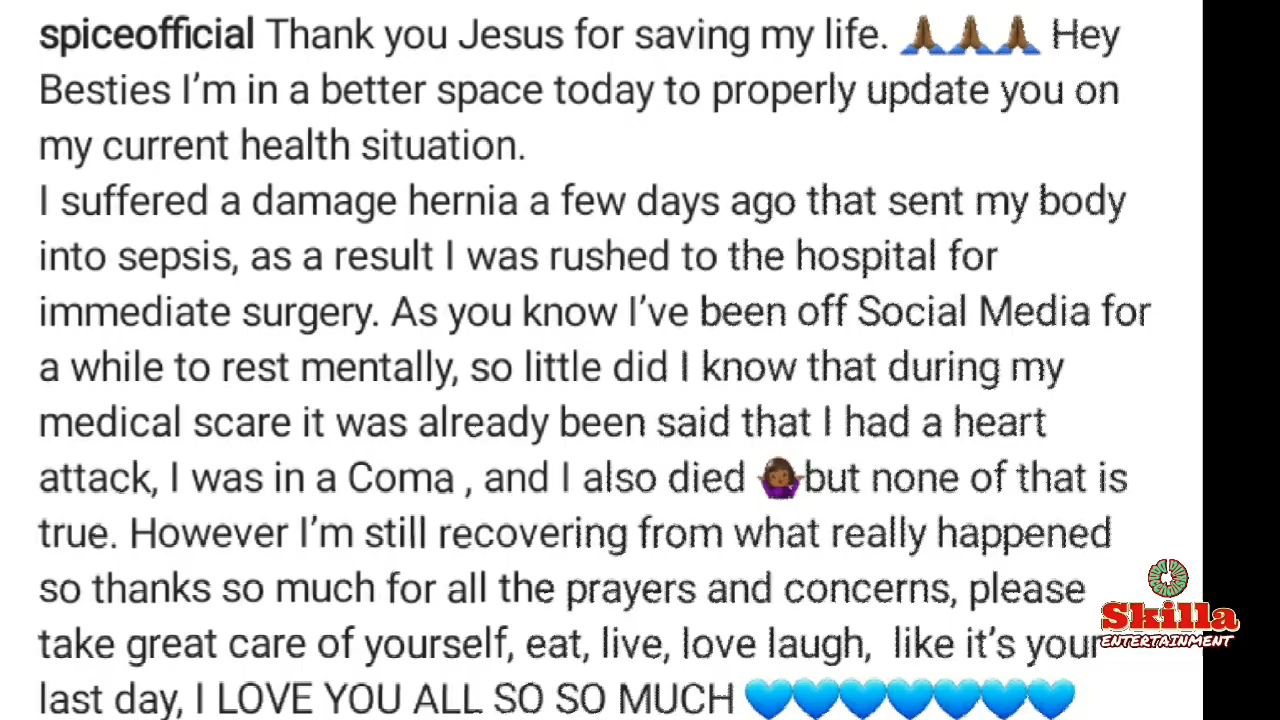 spiceofficial Thank you Jesus for saving my life. 🙏🏾🙏🏾🙏🏾 Hey
Besties I’m in a better space today to properly update you on
my current health situation.
I suffered a damage hernia a few days ago that sent my body
into sepsis, as a result I was rushed to the hospital for
immediate surgery. As you know I’ve been off Social Media for
a while to rest mentally, so little did I know that during my
medical scare it was already been said that I had a heart
attack, I was in a Coma , and I also died 🤷🏾‍♀️but none of that is
true. However I’m still recovering from what really happened
so thanks so much for all the prayers and concerns, please
take great care of yourself, eat, live, love laugh,  like it’s your
last day, I LOVE YOU ALL SO SO MUCH 💙💙💙💙💙💙💙
Skilla
ENTERTAINMENT